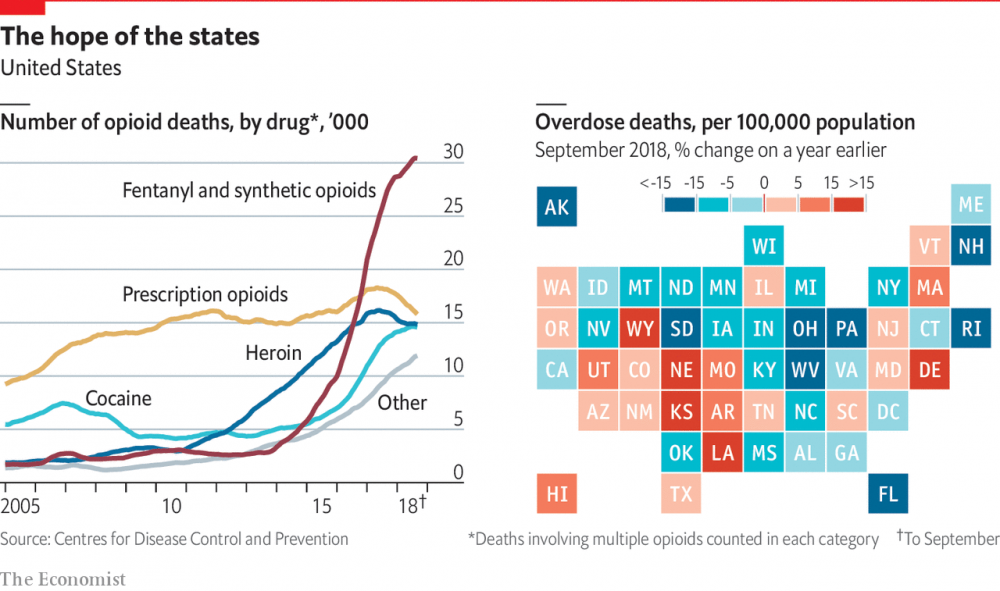 The hope of the states
United States
Number of opioid deaths, by drug*, ’000
30
Fentanyl and synthetic opioids
25
20
Prescription opioids
15
Heroin
10
Cocaine
Other
5
0
2005 10 15 18†
Overdose deaths, per 100,000 population
September 2018, % change on a year earlier
<-15 -15 -5 0 5 15 >15
AK ME
WI VT NH
WA ID MT ND MN IL MI NY MA
OR NV WY SD IA IN OH PA NJ CT RI
CA UT CO NE MO KY WV VA MD DE
AZ NM KS AR TN NC SC DC
OK LA MS AL GA
HI TX FL
Source: Centres for Disease Control and Prevention
*Deaths involving multiple opioids counted in each category †To September
The Economist